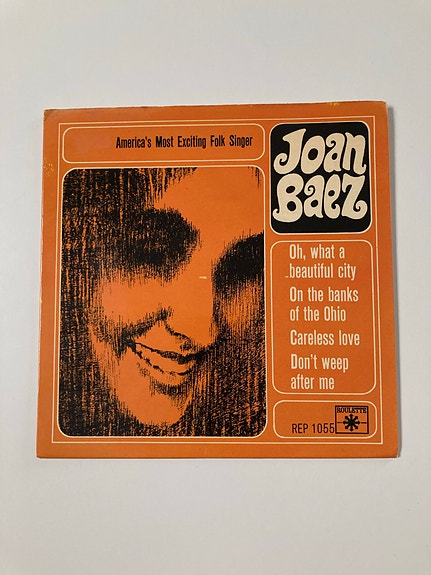 America's Most Exciting Folk Singer
Joan
Baez
Oh, what a
beautiful city
On the banks
of the Ohio
Careless love
Don't weep
after me
REP 1055
ROULETTE